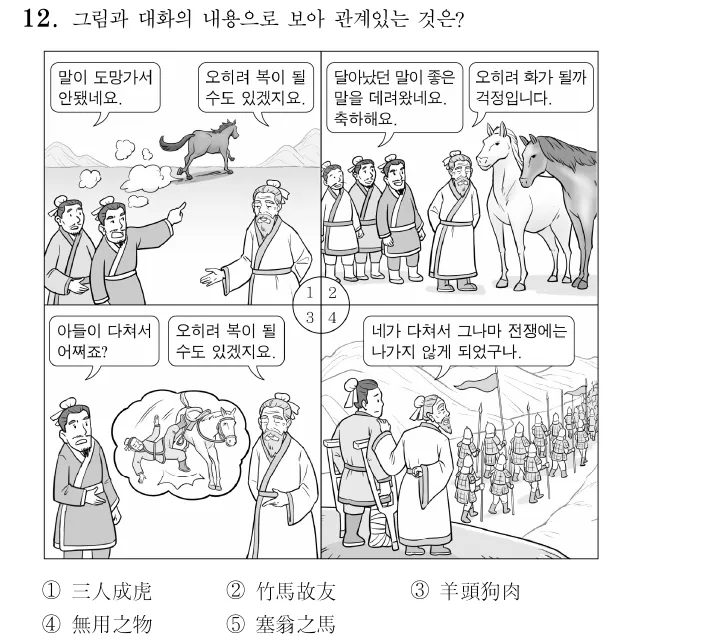 12. 그림과 대화의 내용으로 보아 관계있는 것은?
말이 도망가서
안됐네요.
오히려 복이 될
수도 있겠지요.
달아났던 말이 좋은
말을 데려왔네요.
축하해요.
오히려 화가 될까
걱정입니다.
1 2
3 4
아들이 다쳐서
어쩌죠?
오히려 복이 될
수도 있겠지요.
네가 다쳐서 그나마 전쟁에는
나가지 않게 되었구나.
① 三人成虎 ② 竹馬故友 ③ 羊頭狗肉
④ 無用之物 ⑤ 塞翁之馬